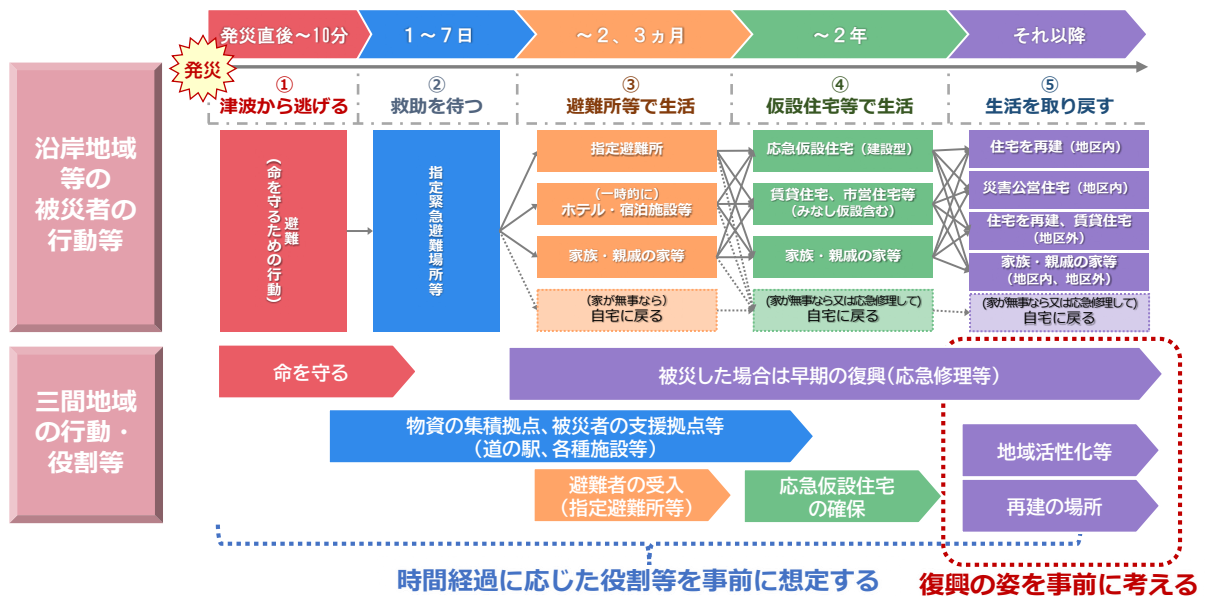 発災直後～10分
1～7日
～2、3ヵ月
～2年
それ以降
発災
①
津波から逃げる
②
救助を待つ
③
避難所等で生活
④
仮設住宅等で生活
⑤
生活を取り戻す
沿岸地域
等の
被災者の
行動等
避難
(命を守るための行動)
指定緊急避難場所等
指定避難所
(一時的に)
ホテル・宿泊施設等
家族・親戚の家等
(家が無事なら)
自宅に戻る
応急仮設住宅（建設型）
賃貸住宅、市営住宅等
(みなし仮設含む)
家族・親戚の家等
(家が無事なら又は応急修理して)
自宅に戻る
住宅を再建（地区内）
災害公営住宅（地区内）
住宅を再建、賃貸住宅
（地区外）
家族・親戚の家等
（地区内、地区外）
(家が無事なら又は応急修理して)
自宅に戻る
三間地域
の行動・
役割等
命を守る
被災した場合は早期の復興（応急修理等）
物資の集積拠点、被災者の支援拠点等
（道の駅、各種施設等）
避難者の受入
（指定避難所等）
応急仮設住宅
の確保
地域活性化等
再建の場所
時間経過に応じた役割等を事前に想定する
復興の姿を事前に考える